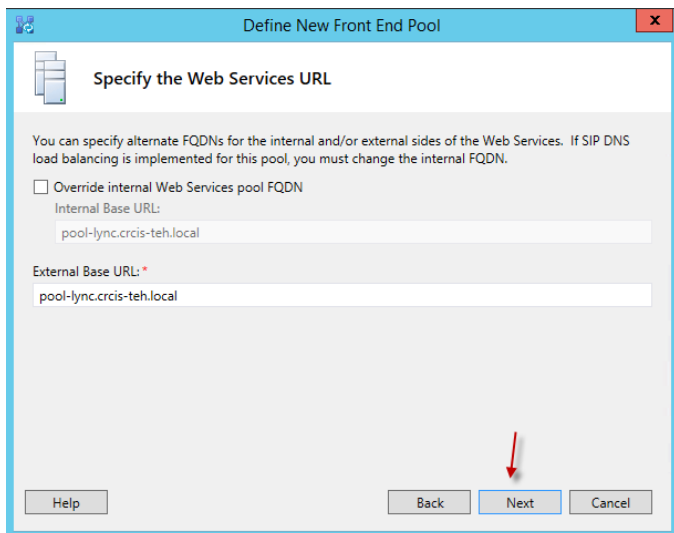 Define New Front End Pool
x
Specify the Web Services URL
You can specify alternate FQDNs for the internal and/or external sides of the Web Services. If SIP DNS
load balancing is implemented for this pool, you must change the internal FQDN.
Override internal Web Services pool FQDN
Internal Base URL:
pool-lync.crcis-teh.local
External Base URL: *
pool-lync.crcis-teh.local
Help Back Next Cancel